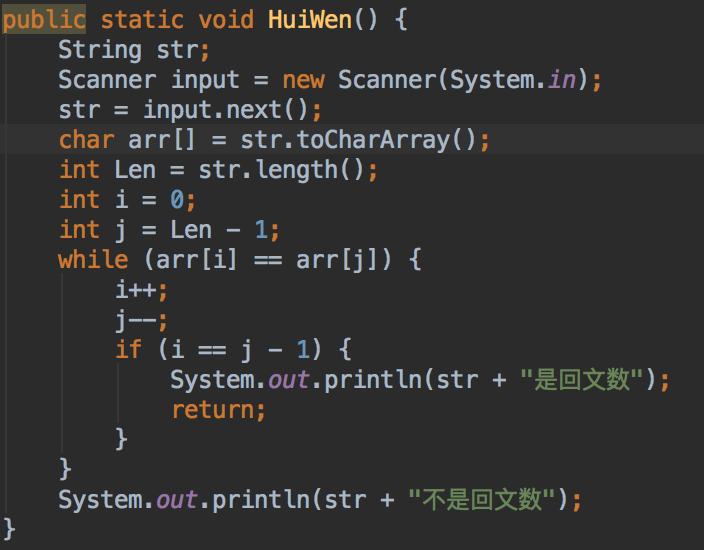 public static void HuiWen() {
    String str;
    Scanner input = new Scanner(System.in);
    str = input.next();
    char arr[] = str.toCharArray();
    int Len = str.length();
    int i = 0;
    int j = Len - 1;
    while (arr[i] == arr[j]) {
        i++;
        j--;
        if (i == j - 1) {
            System.out.println(str + "是回文数");
            return;
        }
    }
    System.out.println(str + "不是回文数");
}